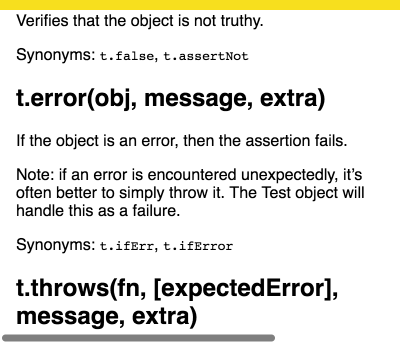 Verifies that the object is not truthy.
Synonyms: t.false, t.assertNot
t.error(obj, message, extra)
If the object is an error, then the assertion fails.
Note: if an error is encountered unexpectedly, it’s
often better to simply throw it. The Test object will
handle this as a failure.
Synonyms: t.ifErr, t.ifError
t.throws(fn, [expectedError],
message, extra)